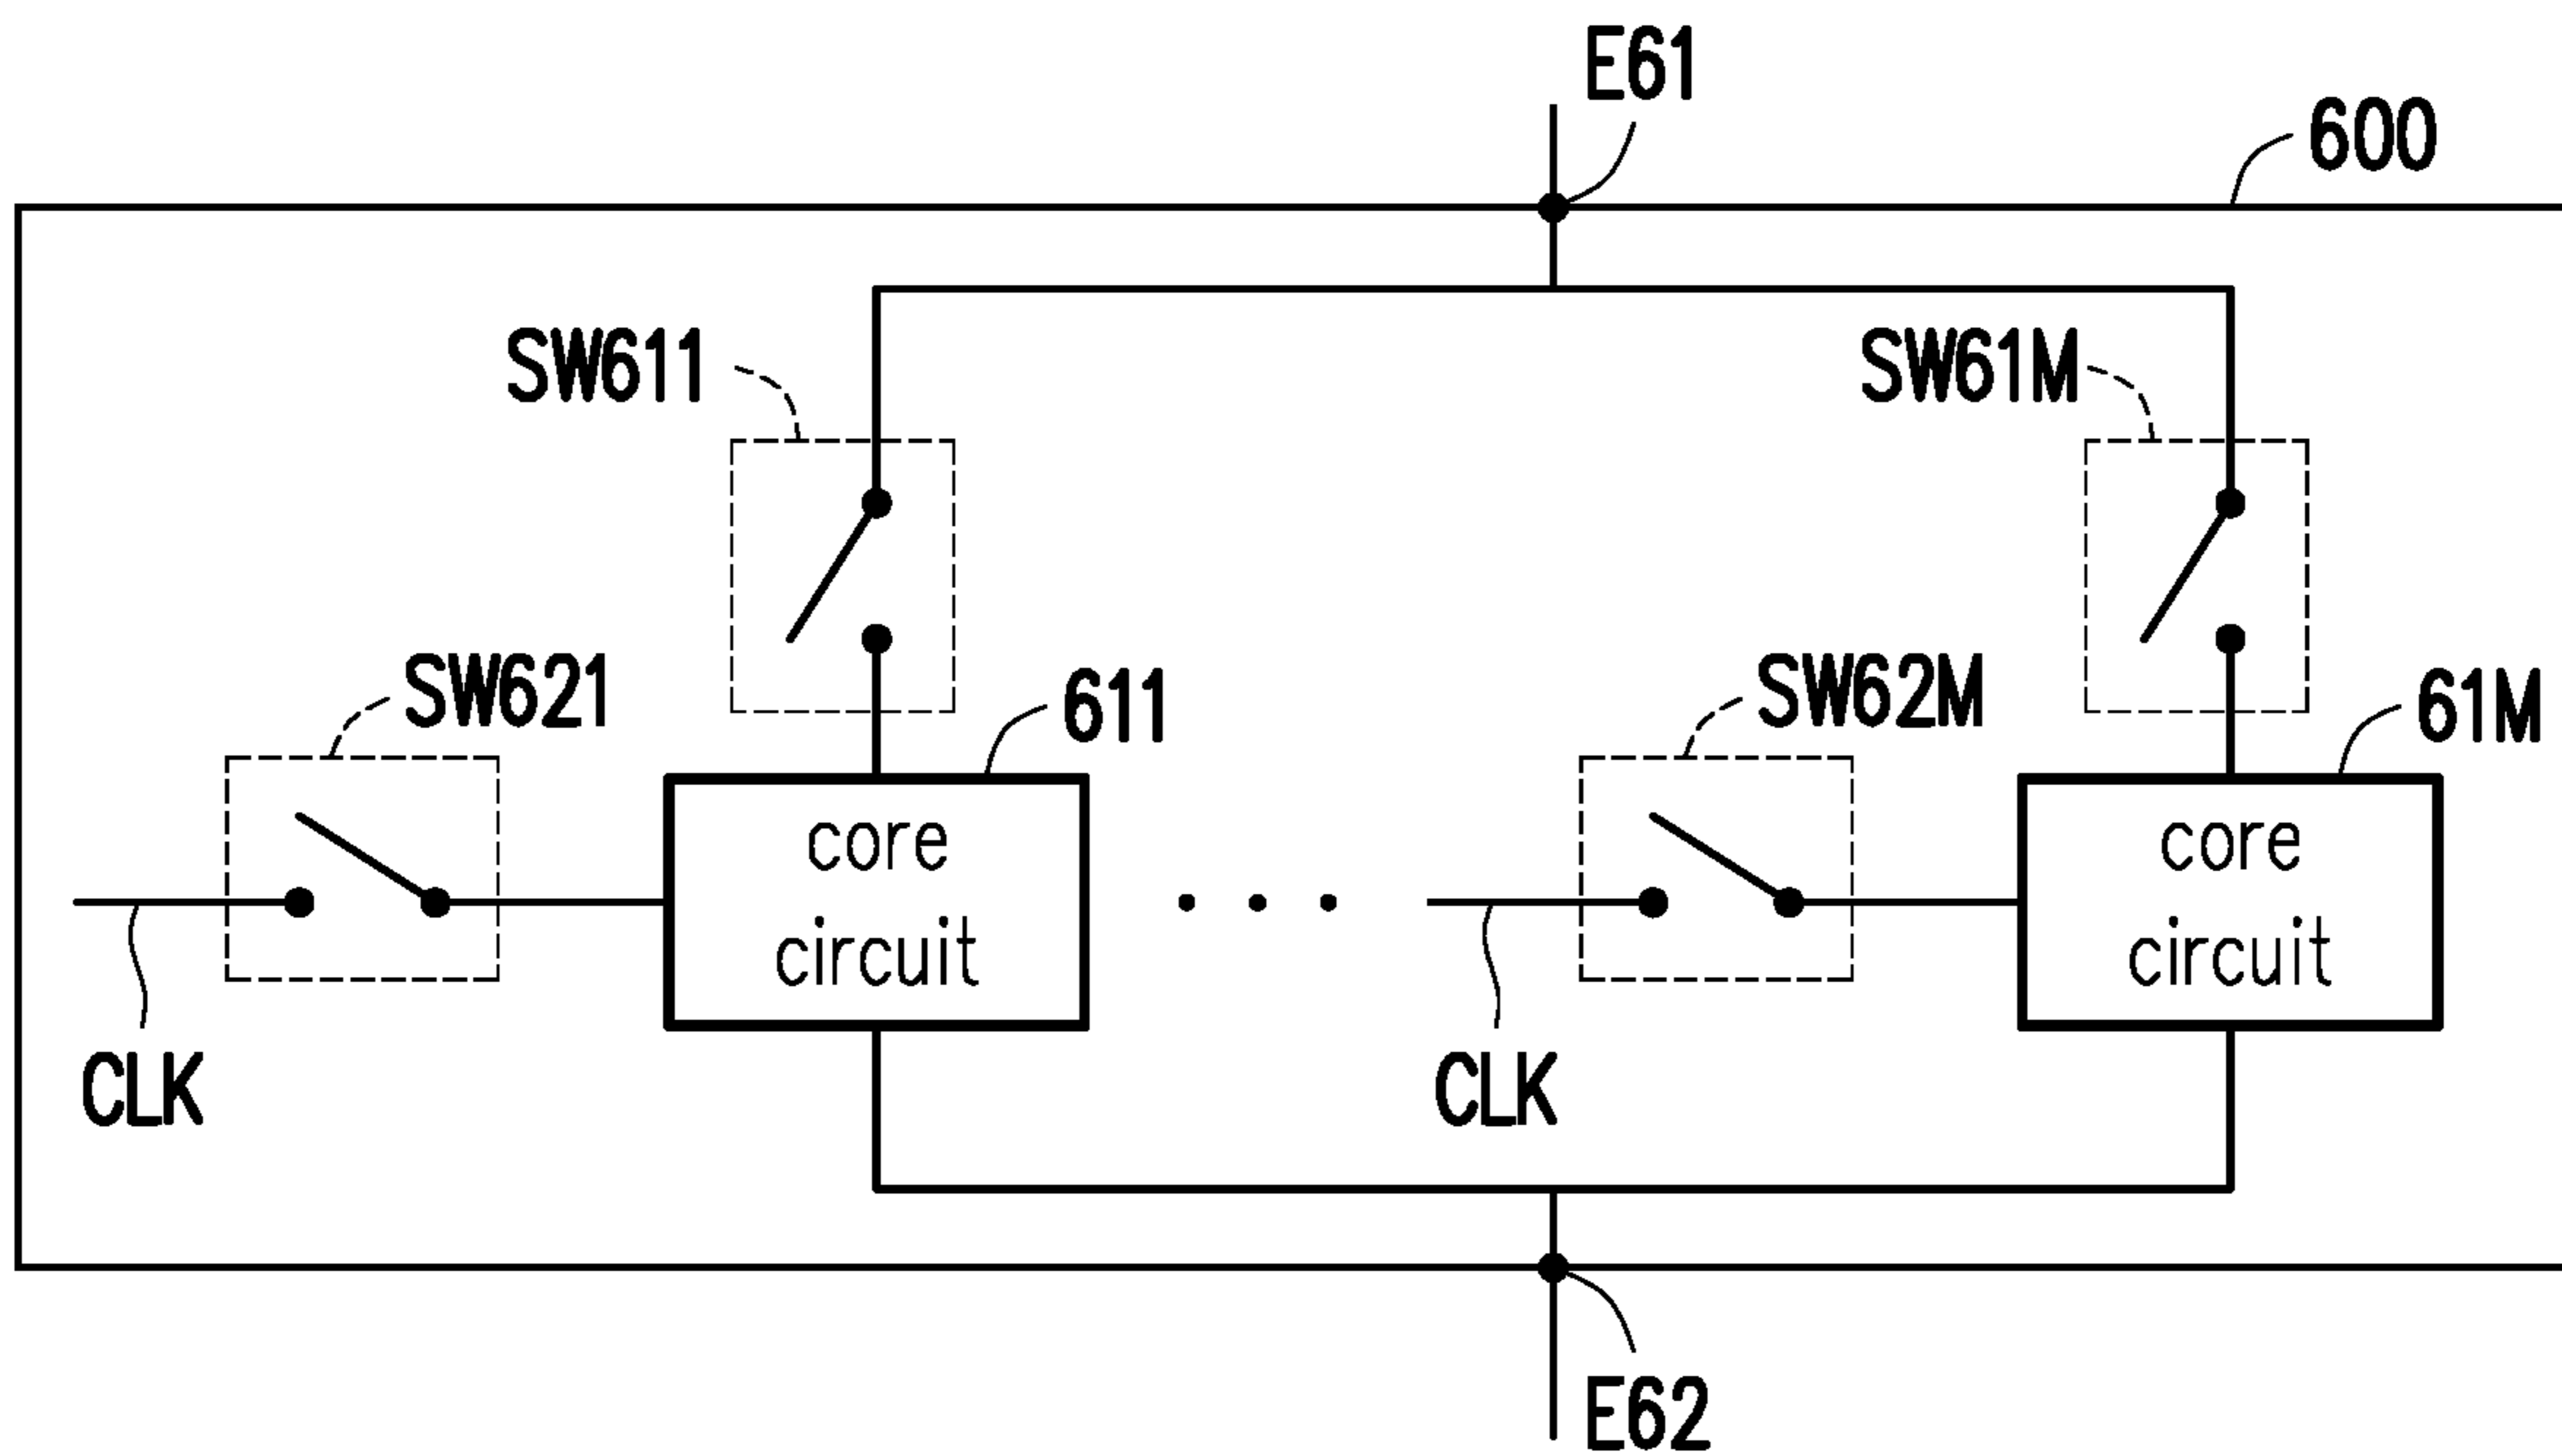 E61
600
SW611
SW61M
SW621
611
SW62M
61M
core
circuit
core
circuit
CLK
CLK
E62